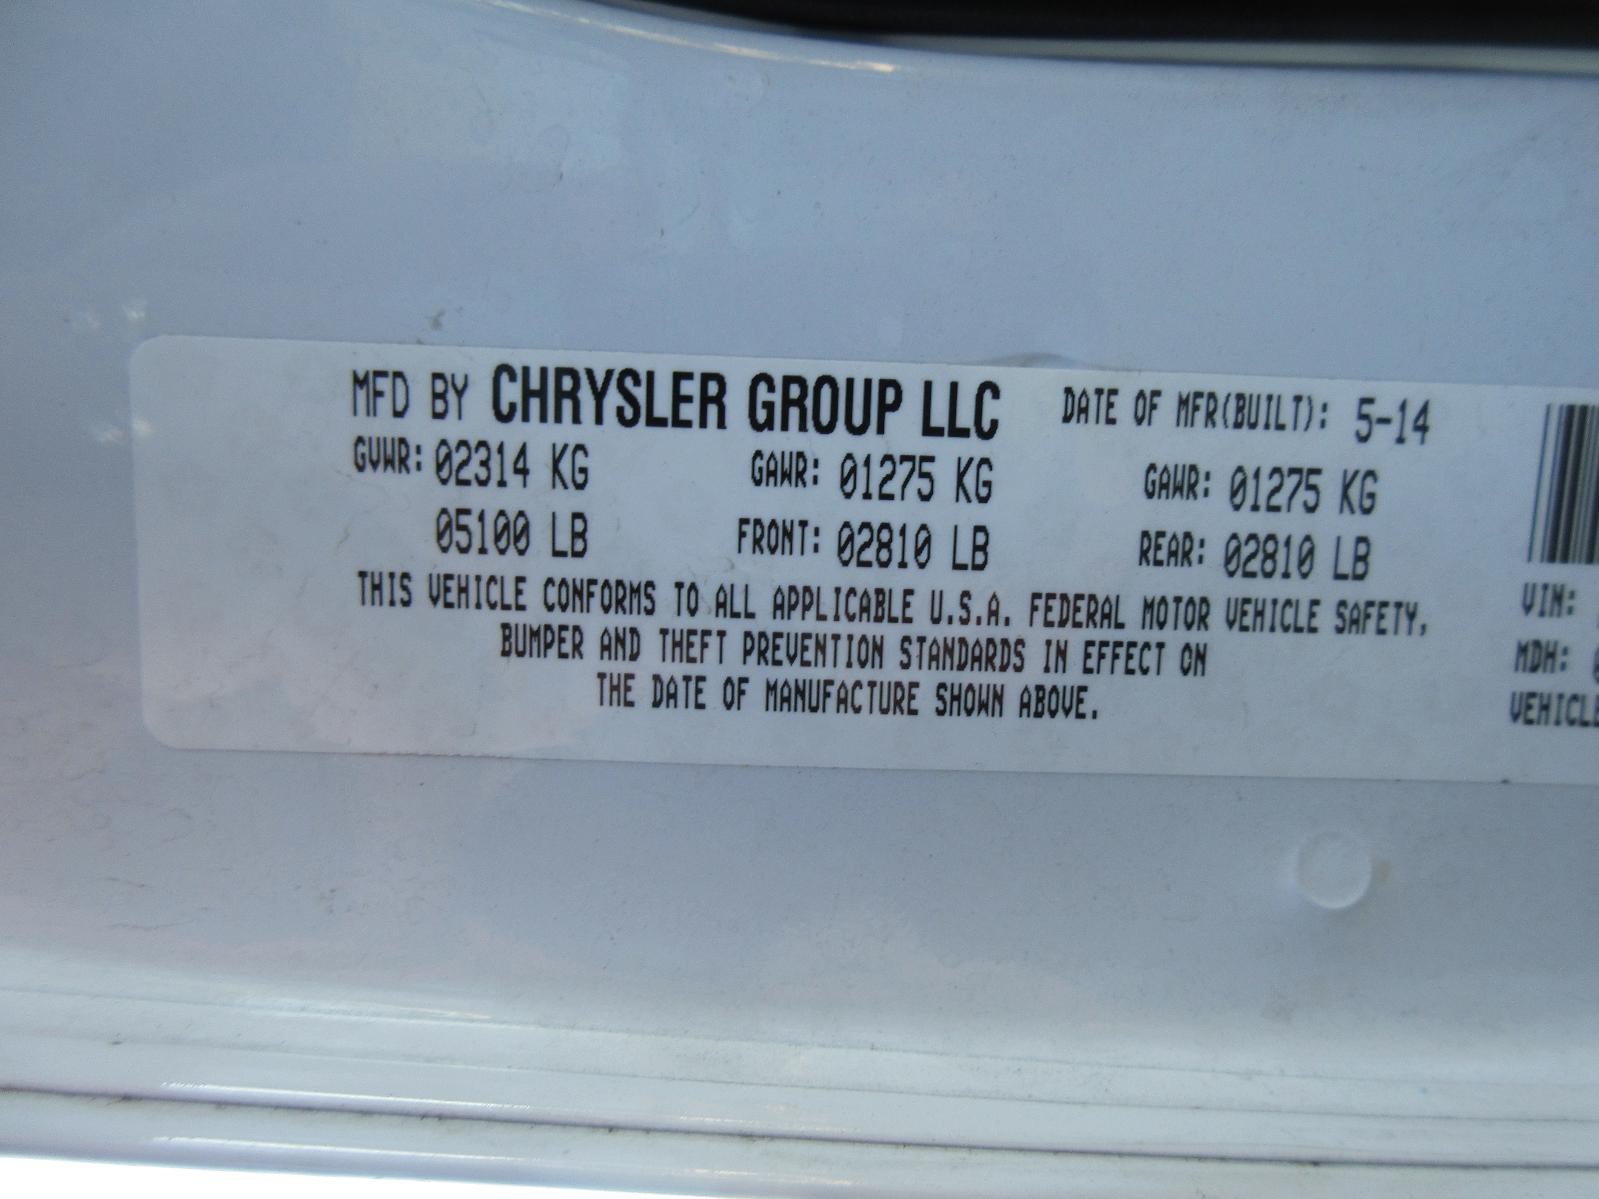 MFD BY CHRYSLER GROUP LLC DATE OF MFR(BUILT): 5-14
GVWR: 02314 KG GAWR: 01275 KG GAWR: 01275 KG
05100 LB FRONT: 02810 LB REAR: 02810 LB
THIS VEHICLE CONFORMS TO ALL APPLICABLE U.S.A. FEDERAL MOTOR VEHICLE SAFETY,
BUMPER AND THEFT PREVENTION STANDARDS IN EFFECT ON
THE DATE OF MANUFACTURE SHOWN ABOVE.
VIN:
MDH:
VEHICLE